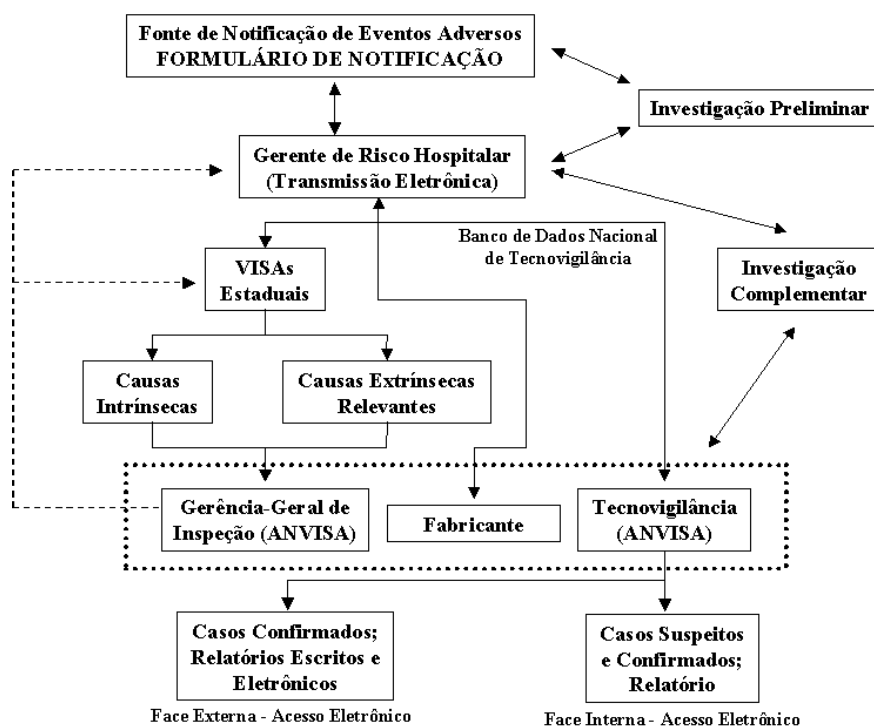 Fonte de Notificação de Eventos Adversos
FORMULÁRIO DE NOTIFICAÇÃO
Investigação Preliminar
Gerente de Risco Hospitalar
(Transmissão Eletrônica)
Banco de Dados Nacional
de Tecnovigilância
VISAs
Estaduais
Investigação
Complementar
Causas
Intrínsecas
Causas Extrínsecas
Relevantes
Gerência-Geral de
Inspeção (ANVISA)
Fabricante
Tecnovigilância
(ANVISA)
Casos Confirmados;
Relatórios Escritos e
Eletrônicos
Casos Suspeitos
e Confirmados;
Relatório
Face Externa - Acesso Eletrônico
Face Interna - Acesso Eletrônico